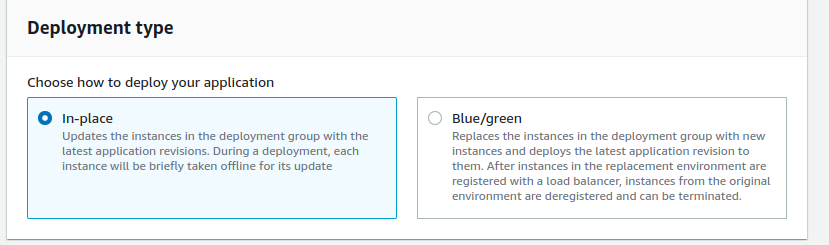 Deployment type
Choose how to deploy your application
In-place
Updates the instances in the deployment group with the
latest application revisions. During a deployment, each
instance will be briefly taken offline for its update
Blue/green
Replaces the instances in the deployment group with new
instances and deploys the latest application revision to
them. After instances in the replacement environment are
registered with a load balancer, instances from the original
environment are deregistered and can be terminated.